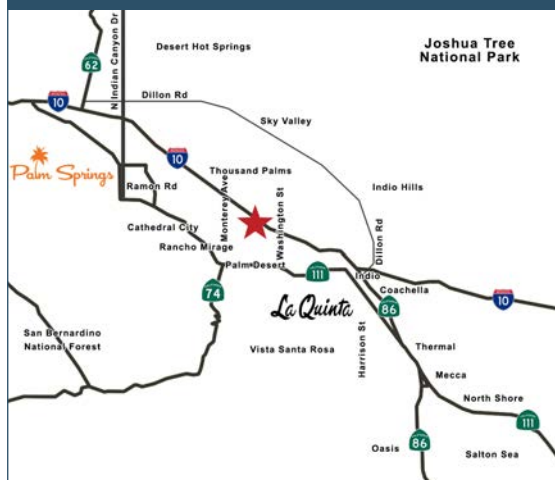 Joshua Tree
National Park
Desert Hot Springs
N Indian Canyon Dr
62
10
Dillon Rd
Sky Valley
10
Palm Springs
Thousand Palms
Ramon Rd
Indio Hills
Monterey Ave
Washington St
Cathedral City
Rancho Mirage
Dillon Rd
Palm Desert
111
Indio
Coachella
74
La Quinta
86
10
San Bernardino
National Forest
Vista Santa Rosa
Harrison St
Thermal
Mecca
North Shore
111
86
Oasis
Salton Sea